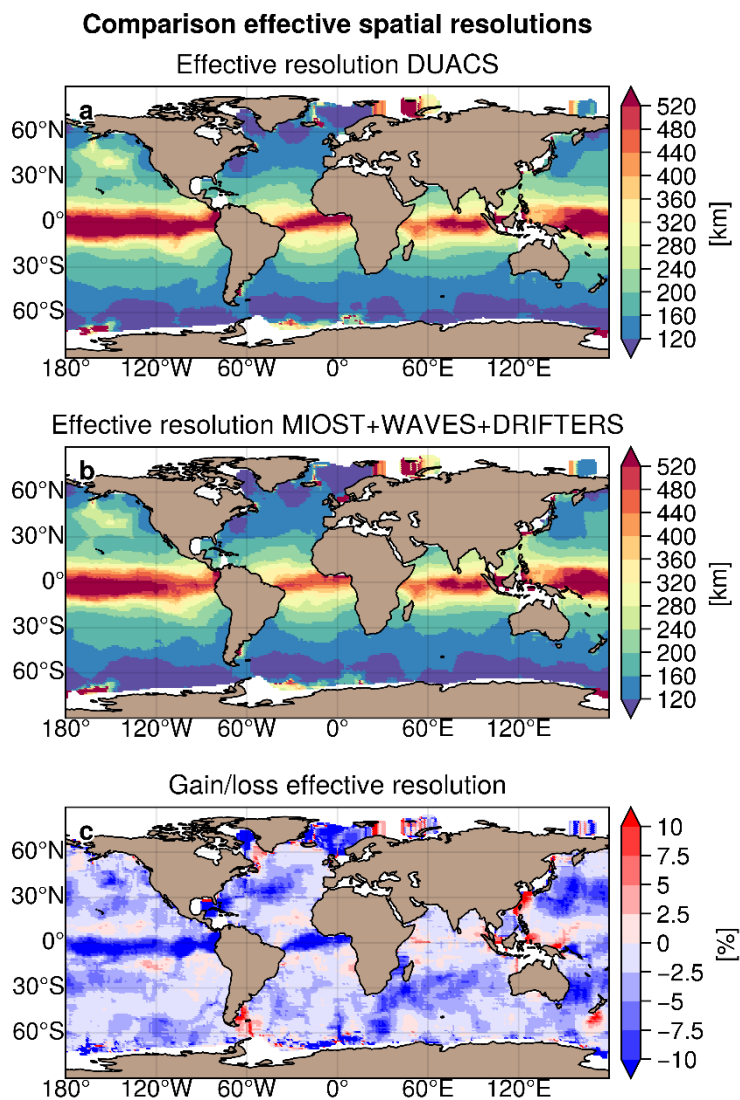 Comparison effective spatial resolutions
Effective resolution DUACS
a
60°N
30°N
0°
30°S
60°S
180° 120°W 60°W 0° 60°E 120°E
520
480
440
400
360
320
280
240
200
160
120
[km]
Effective resolution MIOST+WAVES+DRIFTERS
b
60°N
30°N
0°
30°S
60°S
180° 120°W 60°W 0° 60°E 120°E
520
480
440
400
360
320
280
240
200
160
120
[km]
Gain/loss effective resolution
c
60°N
30°N
0°
30°S
60°S
180° 120°W 60°W 0° 60°E 120°E
10
7.5
5
2.5
0
−2.5
−5
−7.5
−10
[%]